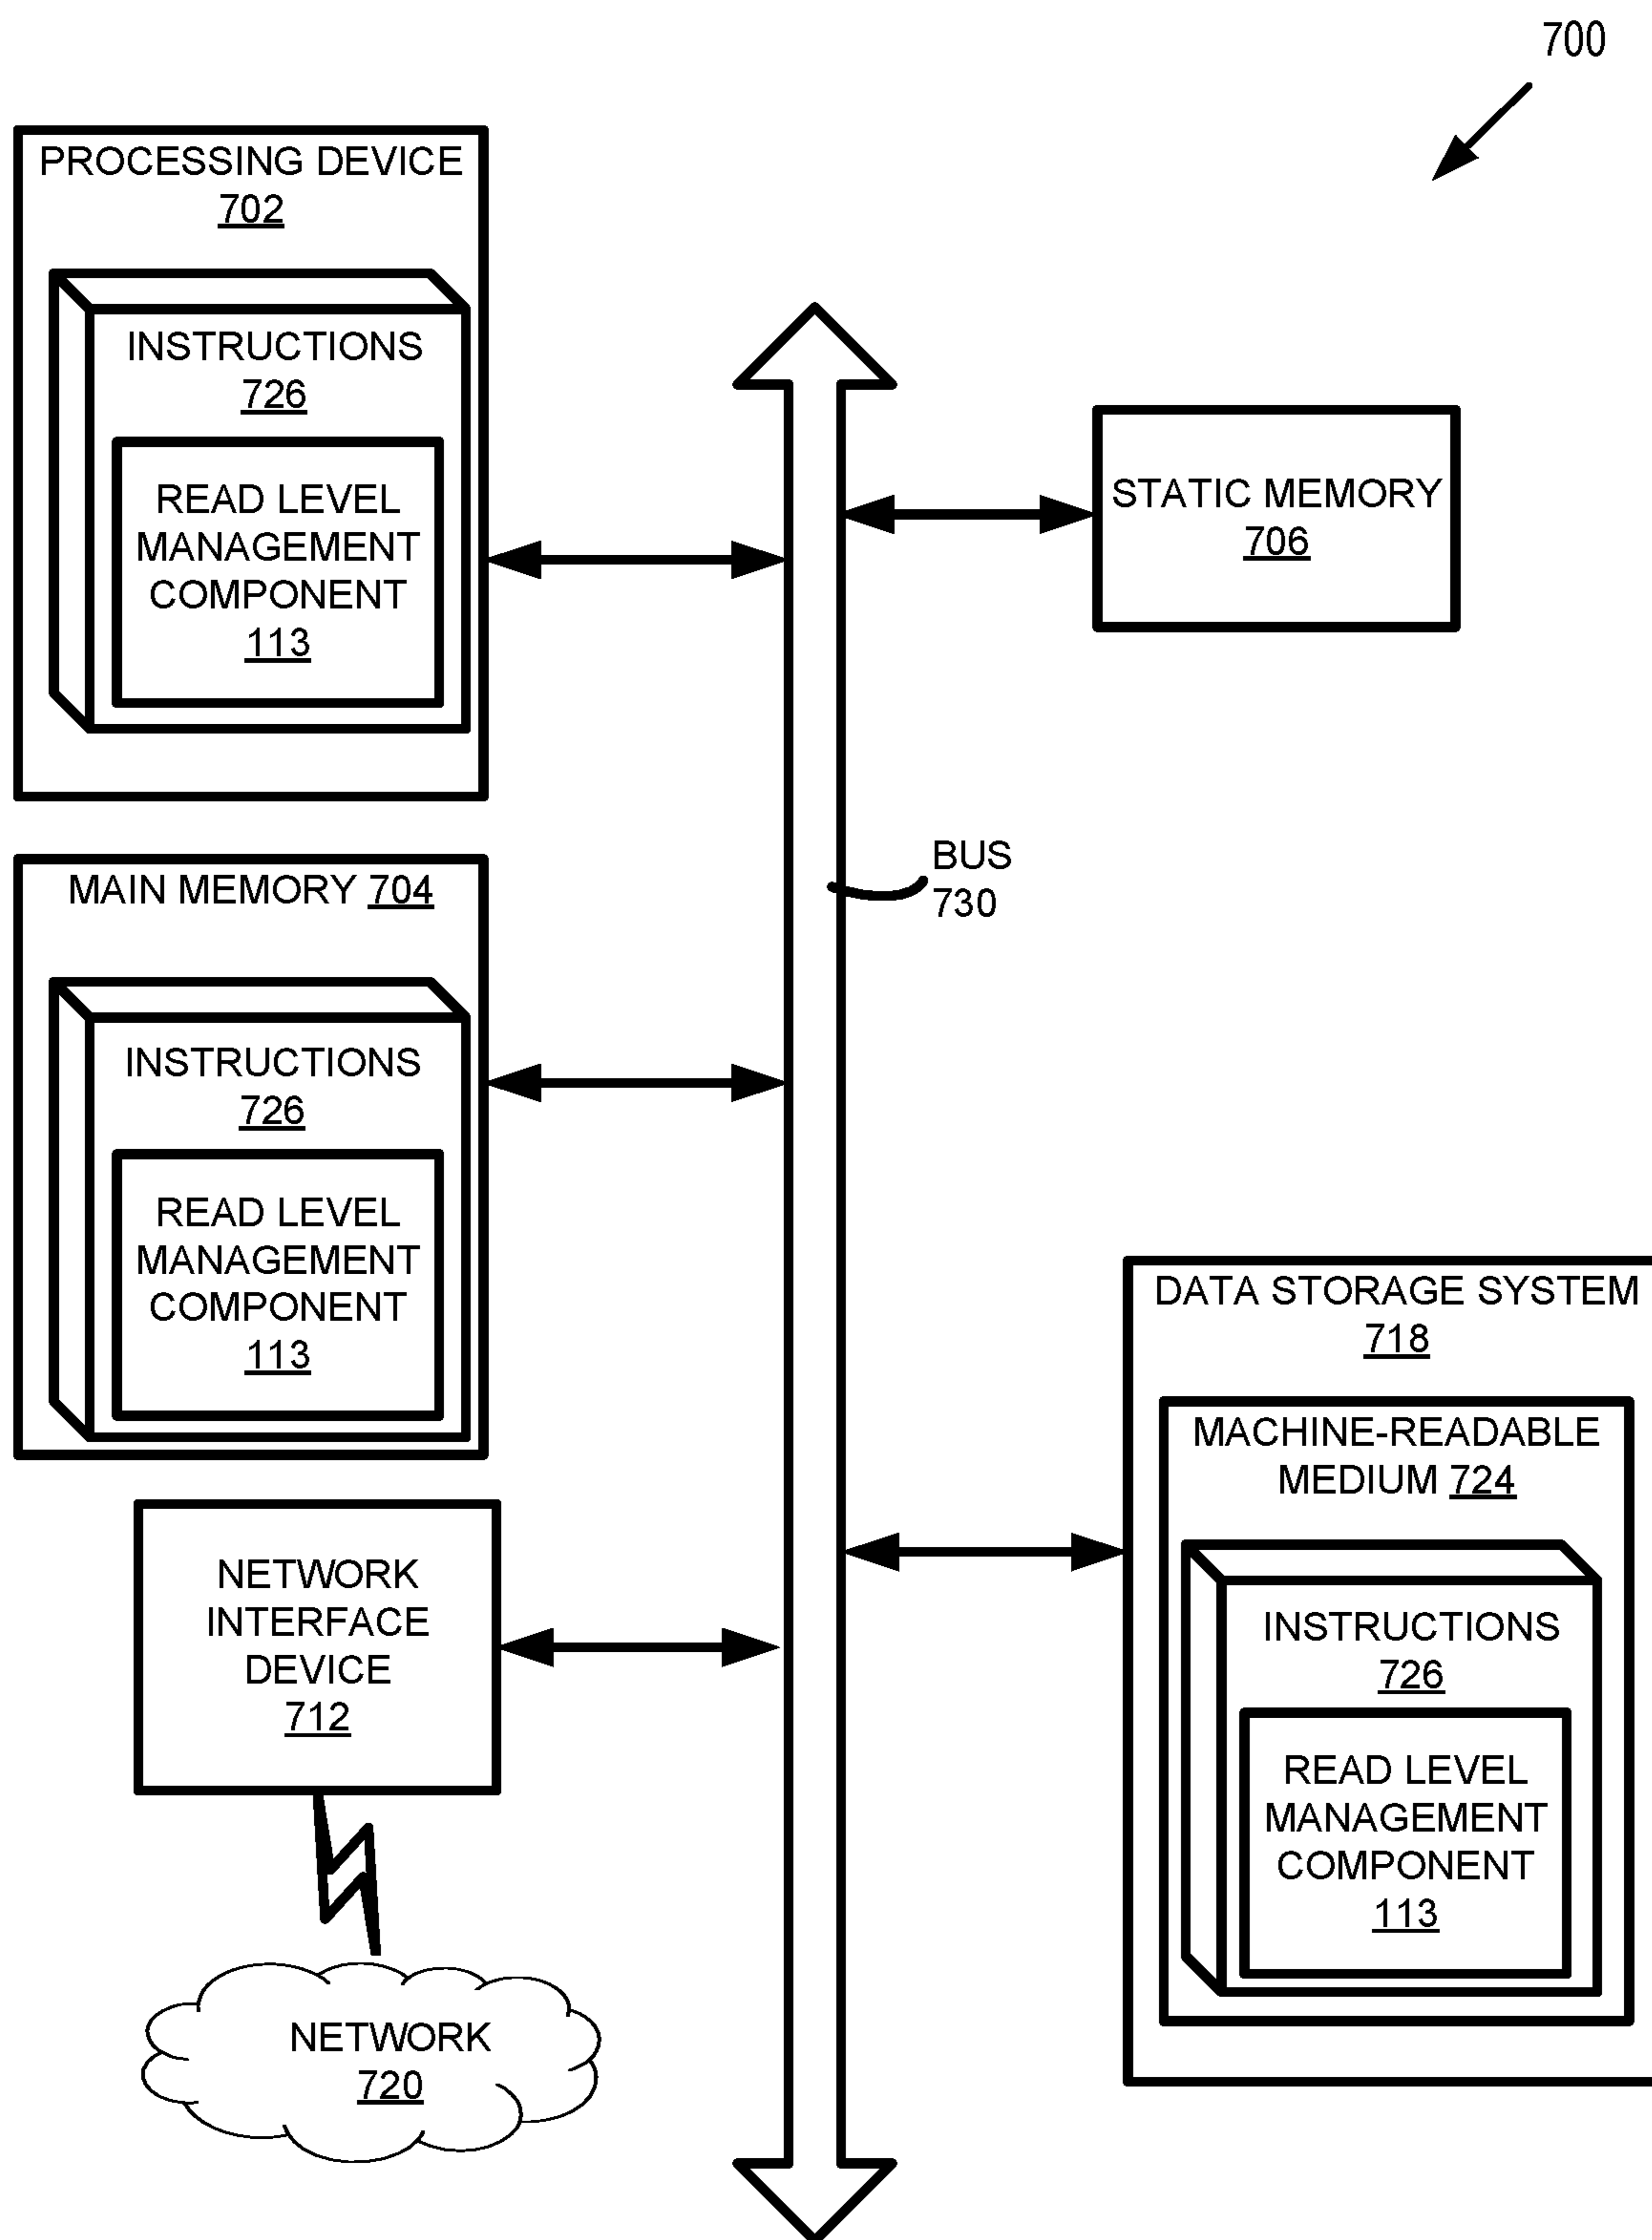 700
PROCESSING DEVICE
702
INSTRUCTIONS
726
READ LEVEL
MANAGEMENT
COMPONENT
113
STATIC MEMORY
706
BUS
730
MAIN MEMORY 704
INSTRUCTIONS
726
READ LEVEL
MANAGEMENT
COMPONENT
113
DATA STORAGE SYSTEM
718
MACHINE-READABLE
MEDIUM 724
INSTRUCTIONS
726
READ LEVEL
MANAGEMENT
COMPONENT
113
NETWORK
INTERFACE
DEVICE
712
NETWORK
720